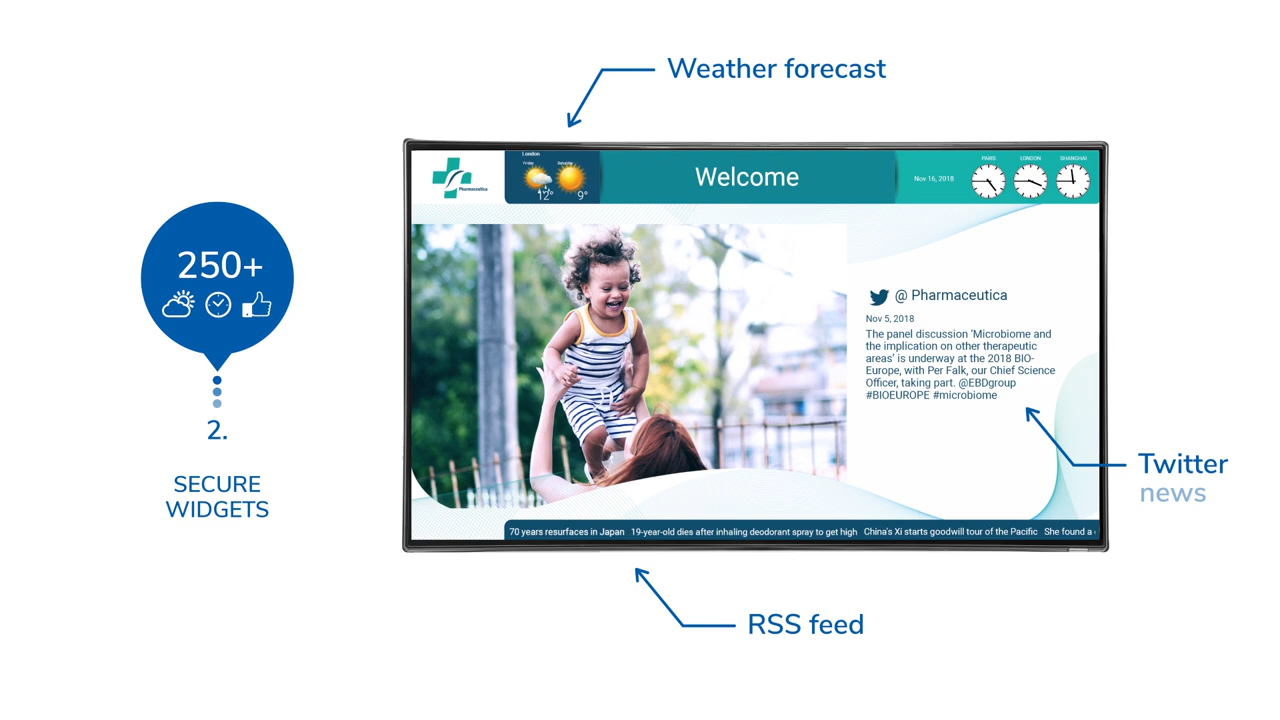 Weather forecast
London
Friday
Saturday
12°
9°
Pharmaceutica
Welcome
Nov 16, 2018
PARIS
LONDON
SHANGHAI
250+
2.
SECURE
WIDGETS
@ Pharmaceutica
Nov 5, 2018
The panel discussion ‘Microbiome and
the implication on other therapeutic
areas’ is underway at the 2018 BIO-
Europe, with Per Falk, our Chief Science
Officer, taking part. @EBDgroup
#BIOEUROPE #microbiome
Twitter
news
70 years resurfaces in Japan 19-year-old dies after inhaling deodorant spray to get high China's Xi starts goodwill tour of the Pacific She found a
RSS feed